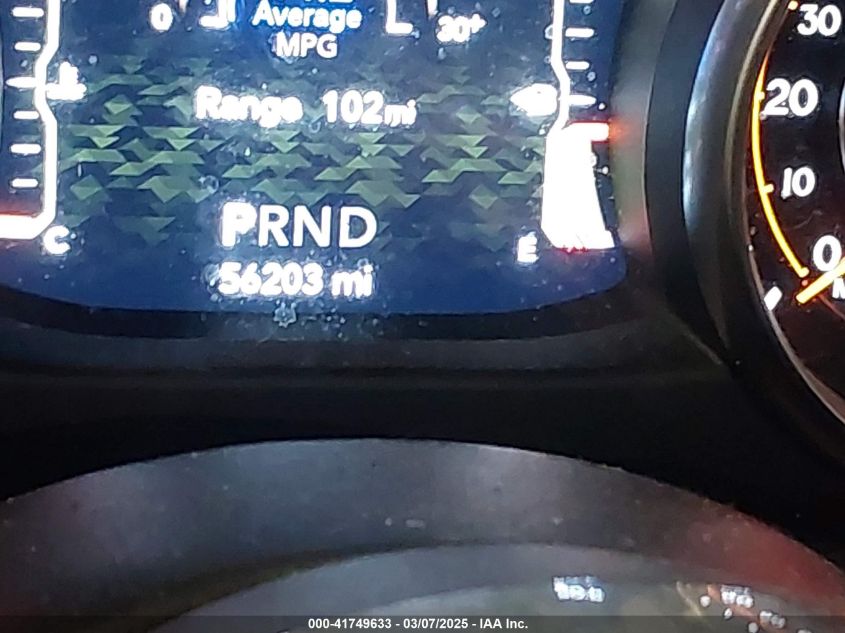 Average
MPG
0
30+
30
20
10
0
Range 102mi
C
E
PRND
56203 mi
000-41749633 - 03/07/2025 - IAA Inc.